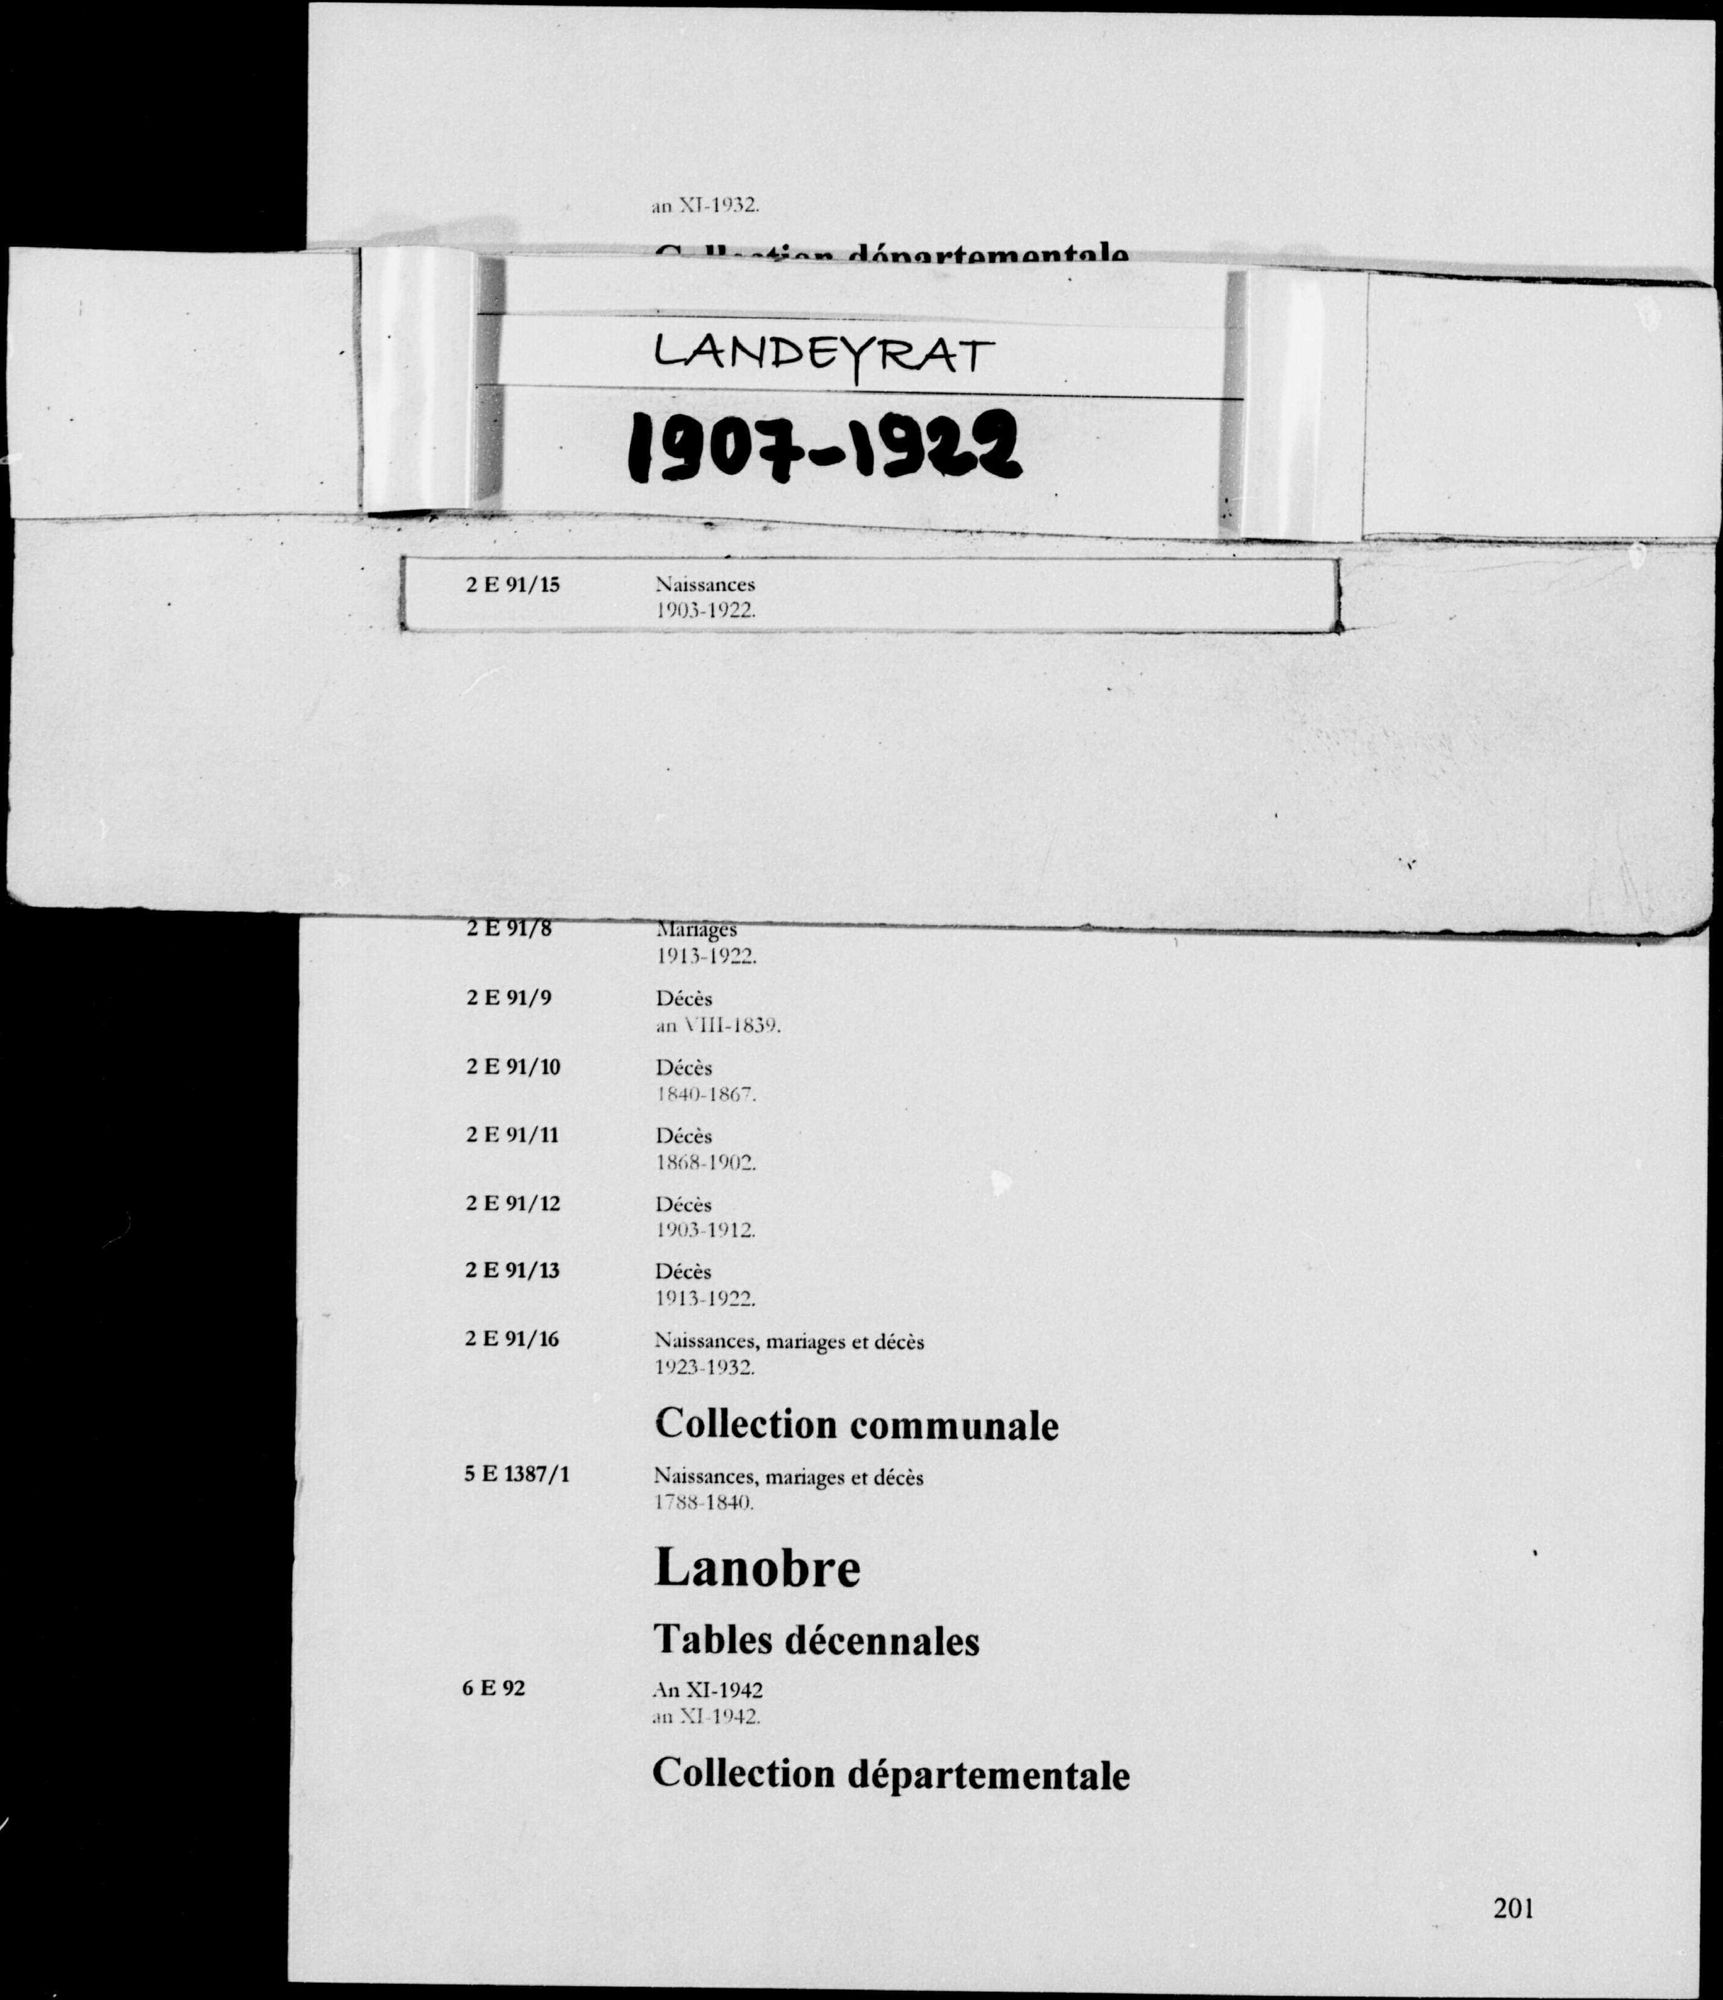 an XI-1932.
Collection départementale
LANDEYRAT
1907-1922
2 E 91/15 Naissances
1903-1922.
2 E 91/8 Mariages
1913-1922.
2 E 91/9 Décès
an VIII-1839.
2 E 91/10 Décès
1840-1867.
2 E 91/11 Décès
1868-1902.
2 E 91/12 Décès
1903-1912.
2 E 91/13 Décès
1913-1922.
2 E 91/16 Naissances, mariages et décès
1923-1932.
Collection communale
5 E 1387/1 Naissances, mariages et décès
1788-1840.
Lanobre
Tables décennales
6 E 92 An XI-1942
an XI-1942.
Collection départementale
201